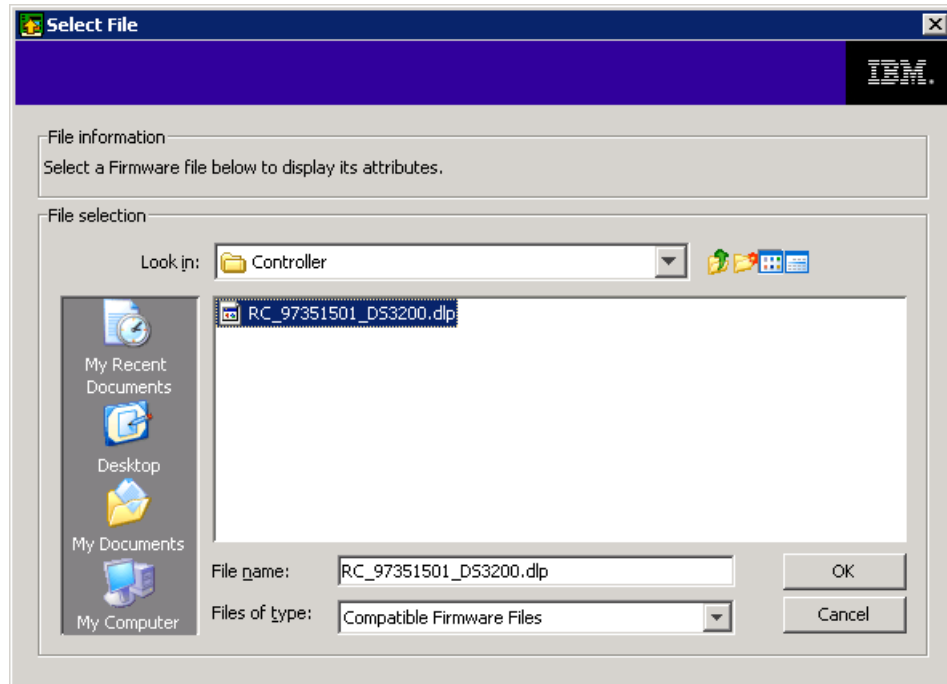 Select File
IBM.
File information
Select a Firmware file below to display its attributes.
File selection
Look in:
Controller
RC_97351501_DS3200.dlp
My Recent
Documents
Desktop
My Documents
My Computer
File name:
RC_97351501_DS3200.dlp
OK
Files of type:
Compatible Firmware Files
Cancel